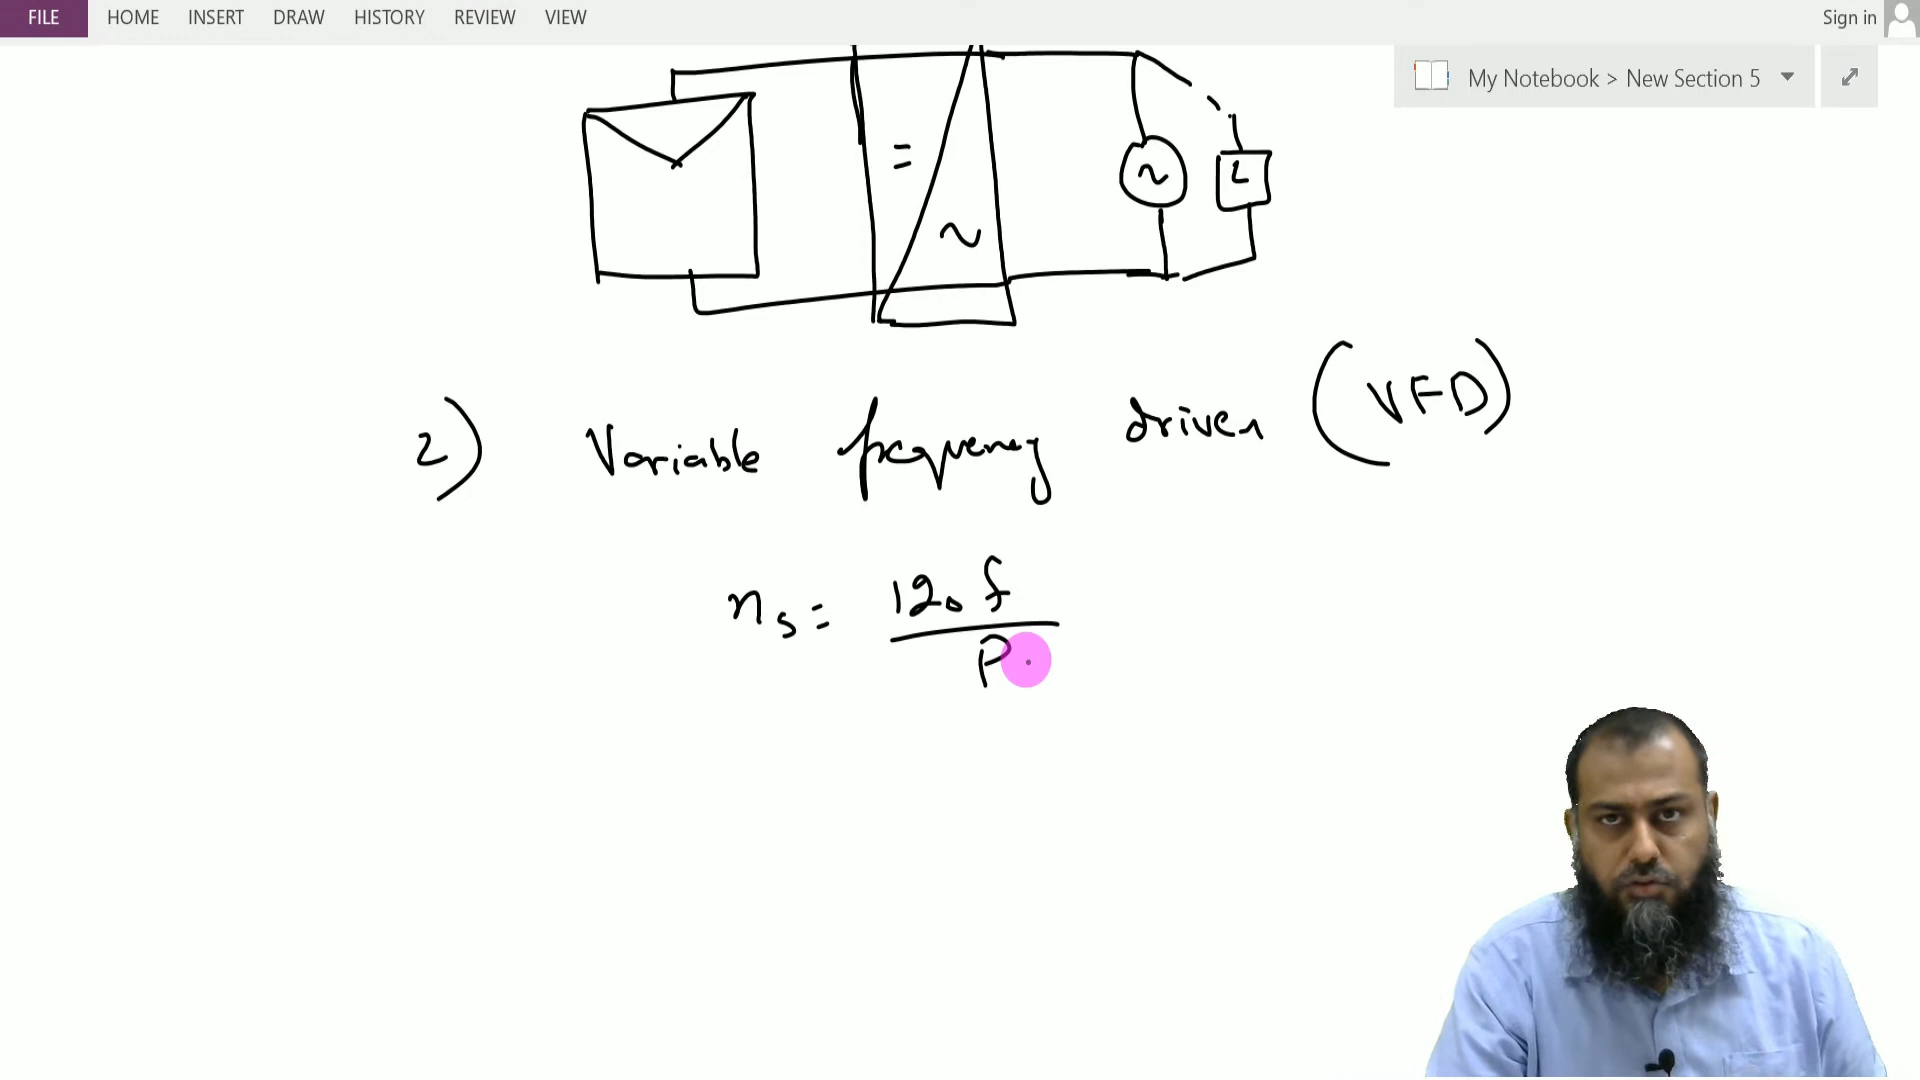 FILE HOME INSERT DRAW HISTORY REVIEW VIEW Sign in
My Notebook > New Section 5
= ~ ~ L
2) Variable frequency driven (VFD)
ns = 120 f
P